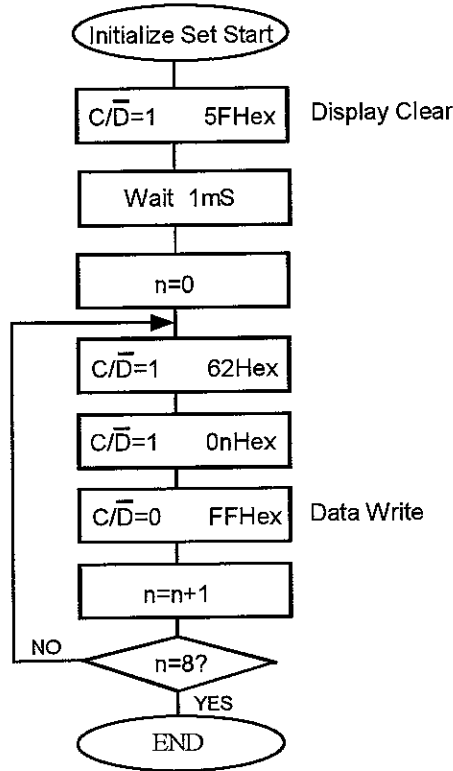 Initialize Set Start
C/D̅=1 5FHex Display Clear
Wait 1mS
n=0
C/D̅=1 62Hex
C/D̅=1 0nHex
C/D̅=0 FFHex Data Write
n=n+1
NO n=8?
YES
END